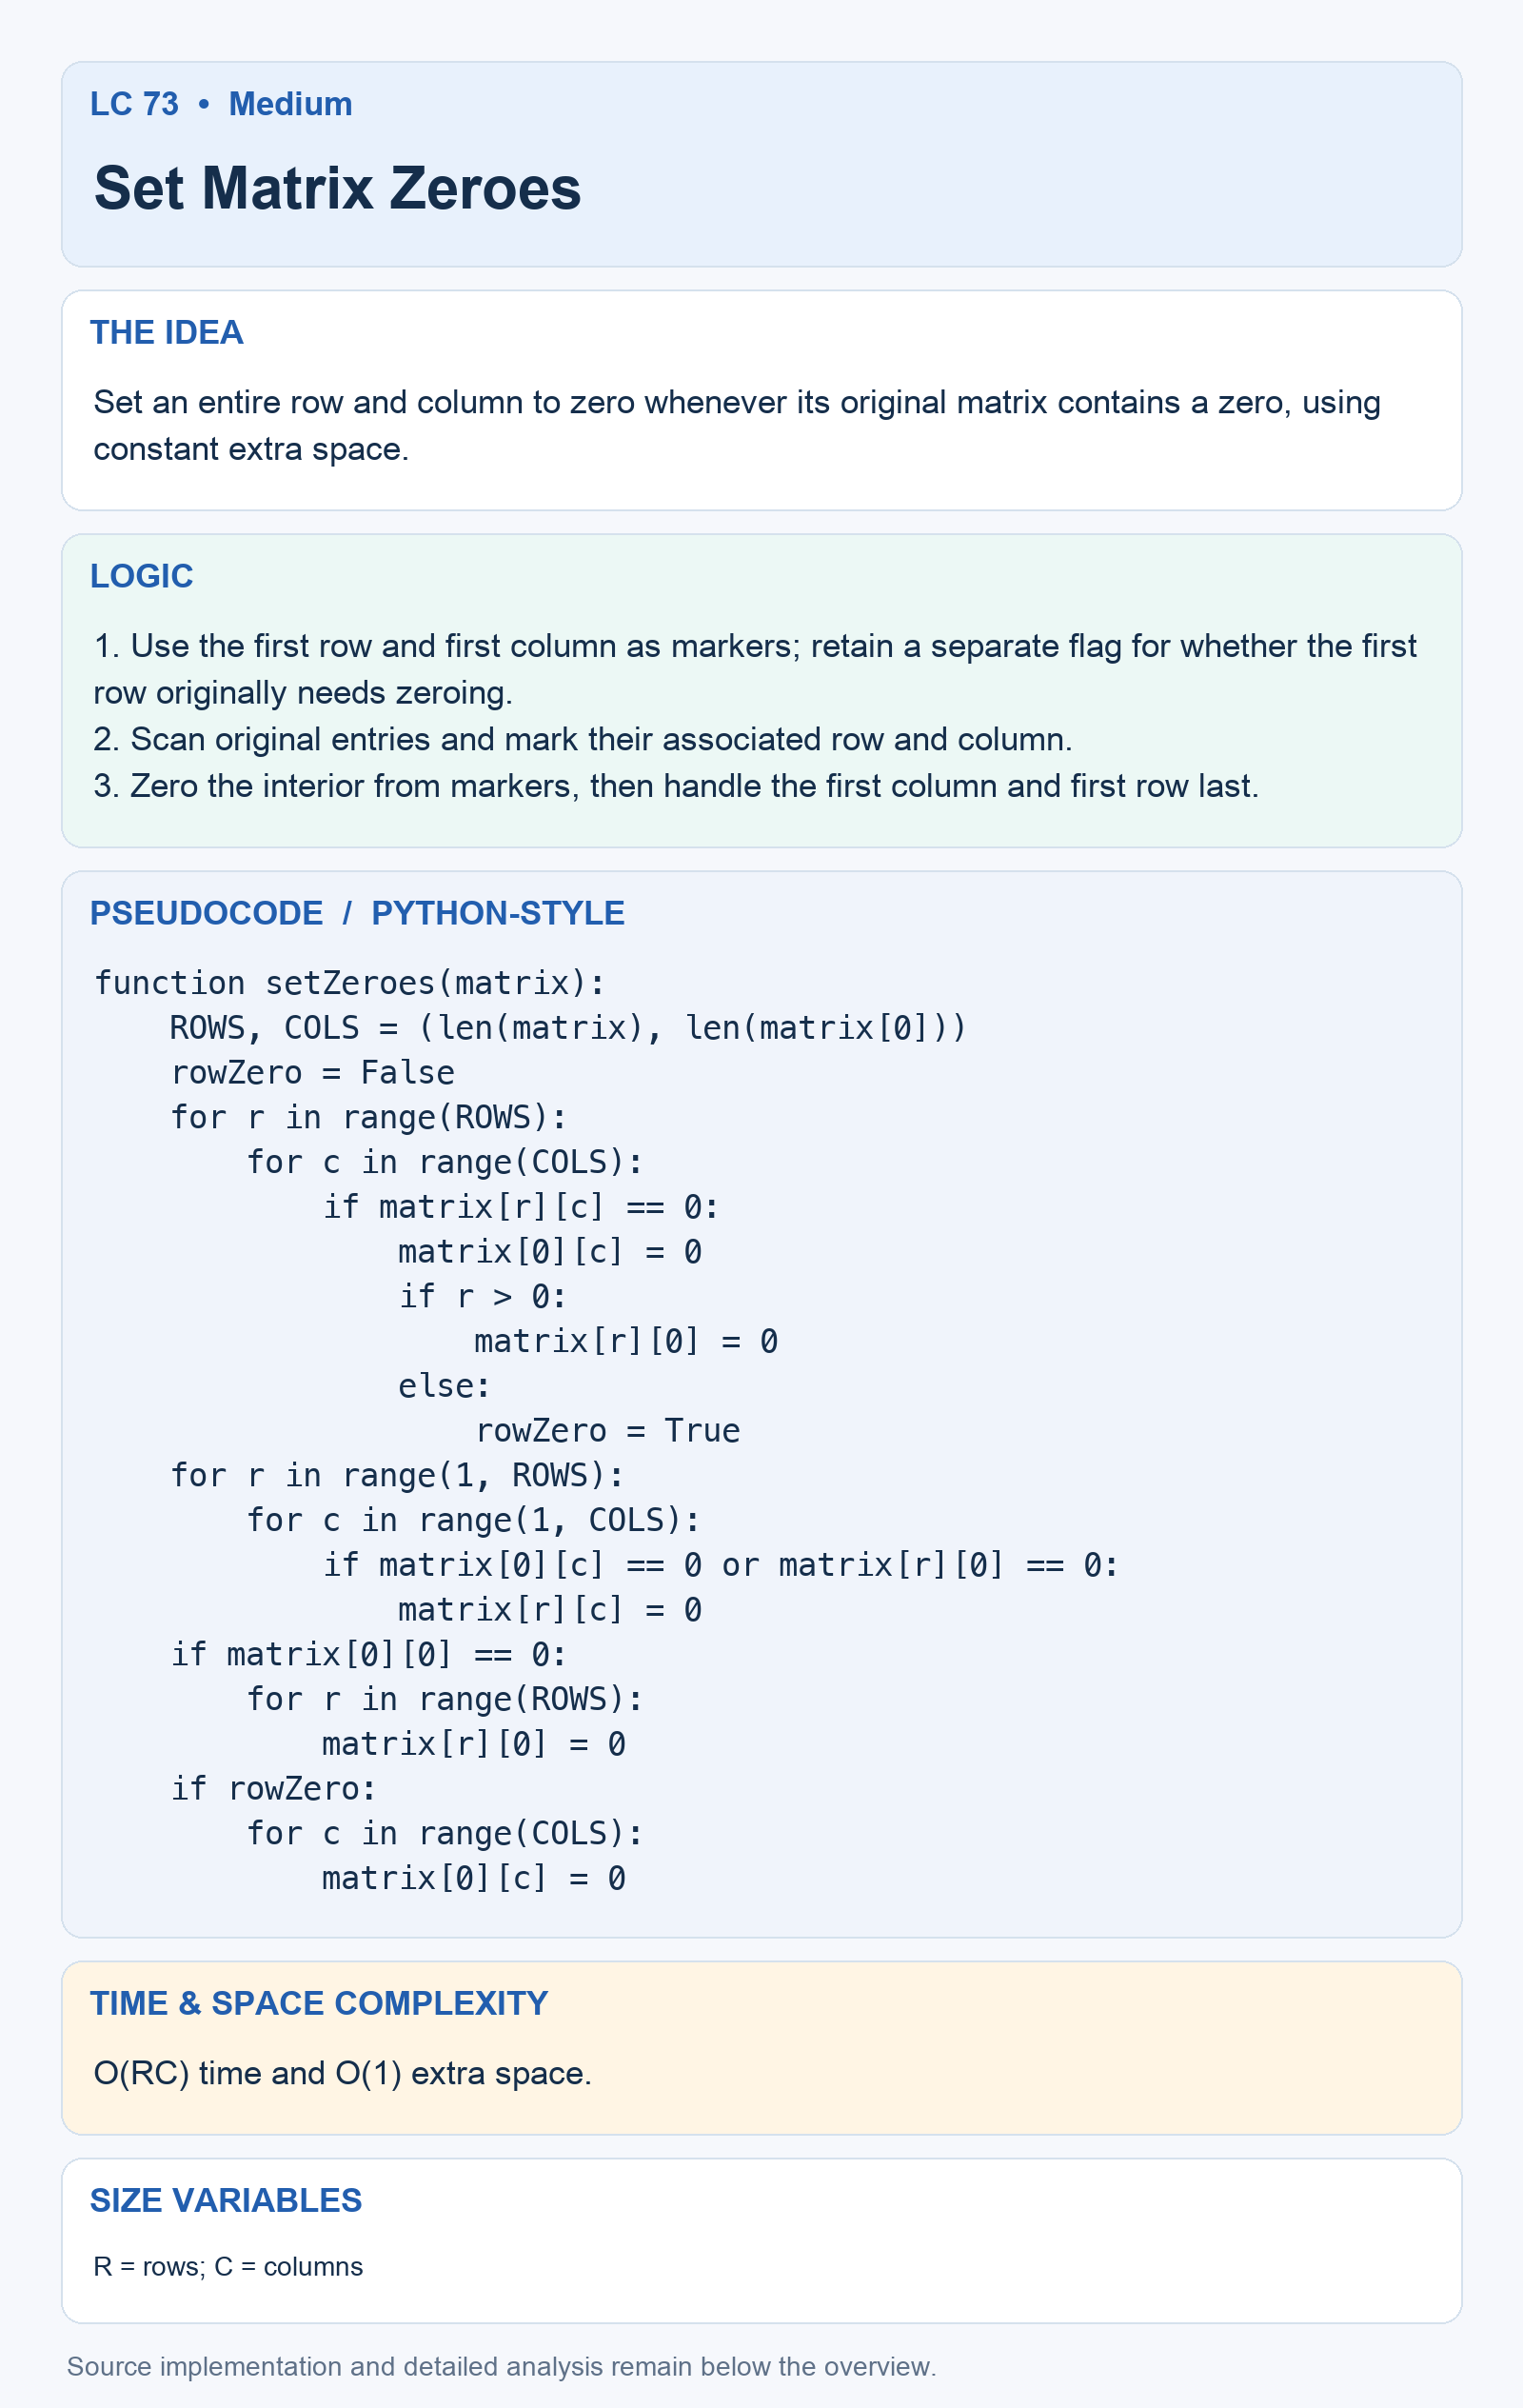 LC 73 • Medium
Set Matrix Zeroes
THE IDEA
Set an entire row and column to zero whenever its original matrix contains a zero, using
constant extra space.
LOGIC
1. Use the first row and first column as markers; retain a separate flag for whether the first
row originally needs zeroing.
2. Scan original entries and mark their associated row and column.
3. Zero the interior from markers, then handle the first column and first row last.
PSEUDOCODE / PYTHON-STYLE
function setZeroes(matrix):
    ROWS, COLS = (len(matrix), len(matrix[0]))
    rowZero = False
    for r in range(ROWS):
        for c in range(COLS):
            if matrix[r][c] == 0:
                matrix[0][c] = 0
                if r > 0:
                    matrix[r][0] = 0
                else:
                    rowZero = True
    for r in range(1, ROWS):
        for c in range(1, COLS):
            if matrix[0][c] == 0 or matrix[r][0] == 0:
                matrix[r][c] = 0
    if matrix[0][0] == 0:
        for r in range(ROWS):
            matrix[r][0] = 0
    if rowZero:
        for c in range(COLS):
            matrix[0][c] = 0
TIME & SPACE COMPLEXITY
O(RC) time and O(1) extra space.
SIZE VARIABLES
R = rows; C = columns
Source implementation and detailed analysis remain below the overview.